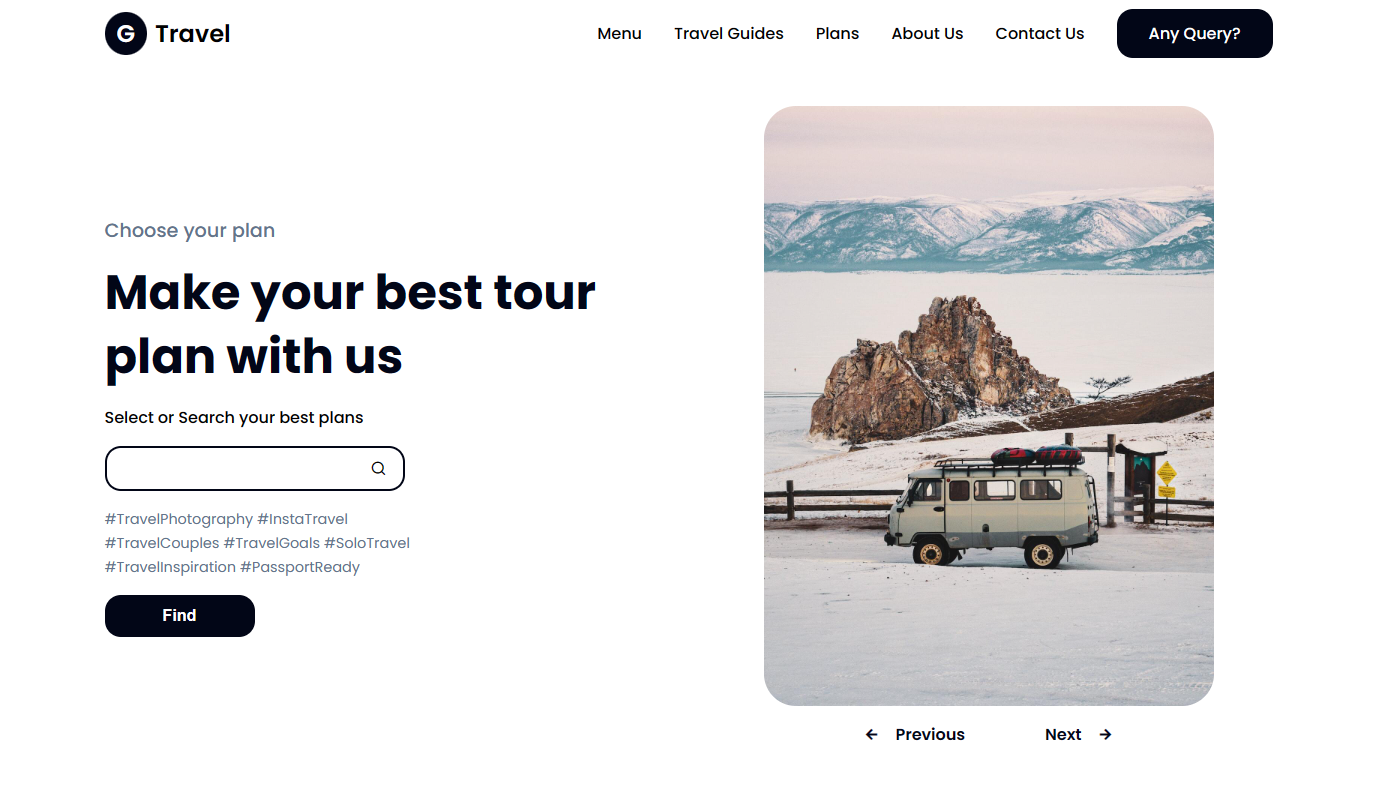 G Travel
Menu Travel Guides Plans About Us Contact Us Any Query?
Choose your plan
Make your best tour
plan with us
Select or Search your best plans
#TravelPhotography #InstaTravel
#TravelCouples #TravelGoals #SoloTravel
#TravelInspiration #PassportReady
Find
Previous Next